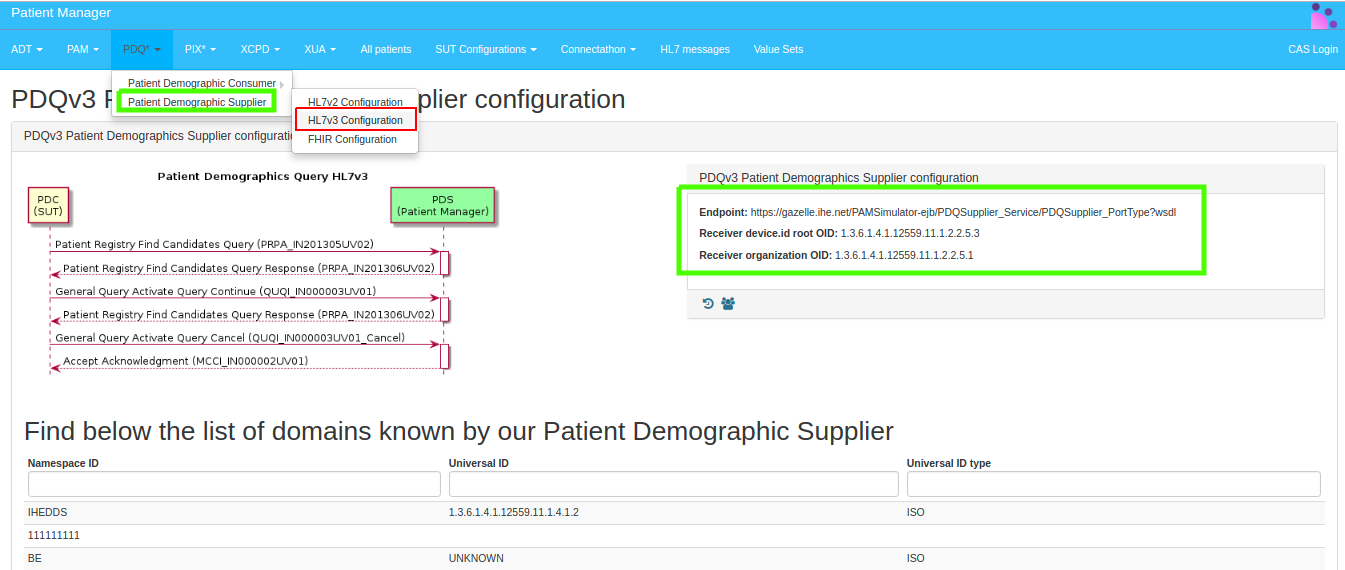 Patient Manager
ADT PAM PDQ* PIX* XCPD XUA All patients SUT Configurations Connectathon HL7 messages Value Sets CAS Login
Patient Demographic Consumer
Patient Demographic Supplier
HL7v2 Configuration
HL7v3 Configuration
FHIR Configuration
PDQv3 P plier configuration
PDQv3 Patient Demographics Supplier configuratio
Patient Demographics Query HL7v3
PDC
(SUT)
PDS
(Patient Manager)
Patient Registry Find Candidates Query (PRPA_IN201305UV02)
Patient Registry Find Candidates Query Response (PRPA_IN201306UV02)
General Query Activate Query Continue (QUQI_IN000003UV01)
Patient Registry Find Candidates Query Response (PRPA_IN201306UV02)
General Query Activate Query Cancel (QUQI_IN000003UV01_Cancel)
Accept Acknowledgment (MCCI_IN000002UV01)
PDQv3 Patient Demographics Supplier configuration
Endpoint: https://gazelle.ihe.net/PAMSimulator-ejb/PDQSupplier_Service/PDQSupplier_PortType?wsdl
Receiver device.id root OID: 1.3.6.1.4.1.12559.11.1.2.2.5.3
Receiver organization OID: 1.3.6.1.4.1.12559.11.1.2.2.5.1
Find below the list of domains known by our Patient Demographic Supplier
Namespace ID Universal ID Universal ID type
IHEDDS 1.3.6.1.4.1.12559.11.1.4.1.2 ISO
111111111
BE UNKNOWN ISO